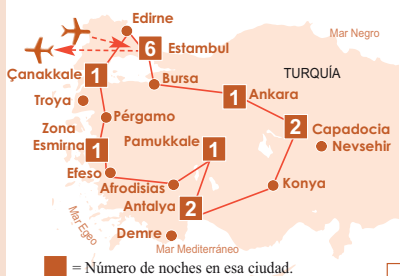 Edirne
Mar Negro
6 Estambul
Çanakkale 1
Bursa
TURQUÍA
Troya
1 Ankara
Pérgamo
Zona
Esmirna 1
Pamukkale 1
2 Capadocia
Nevsehir
Efeso
Afrodisias
Konya
Antalya 2
Mar Egeo
Demre
Mar Mediterráneo
= Número de noches en esa ciudad.